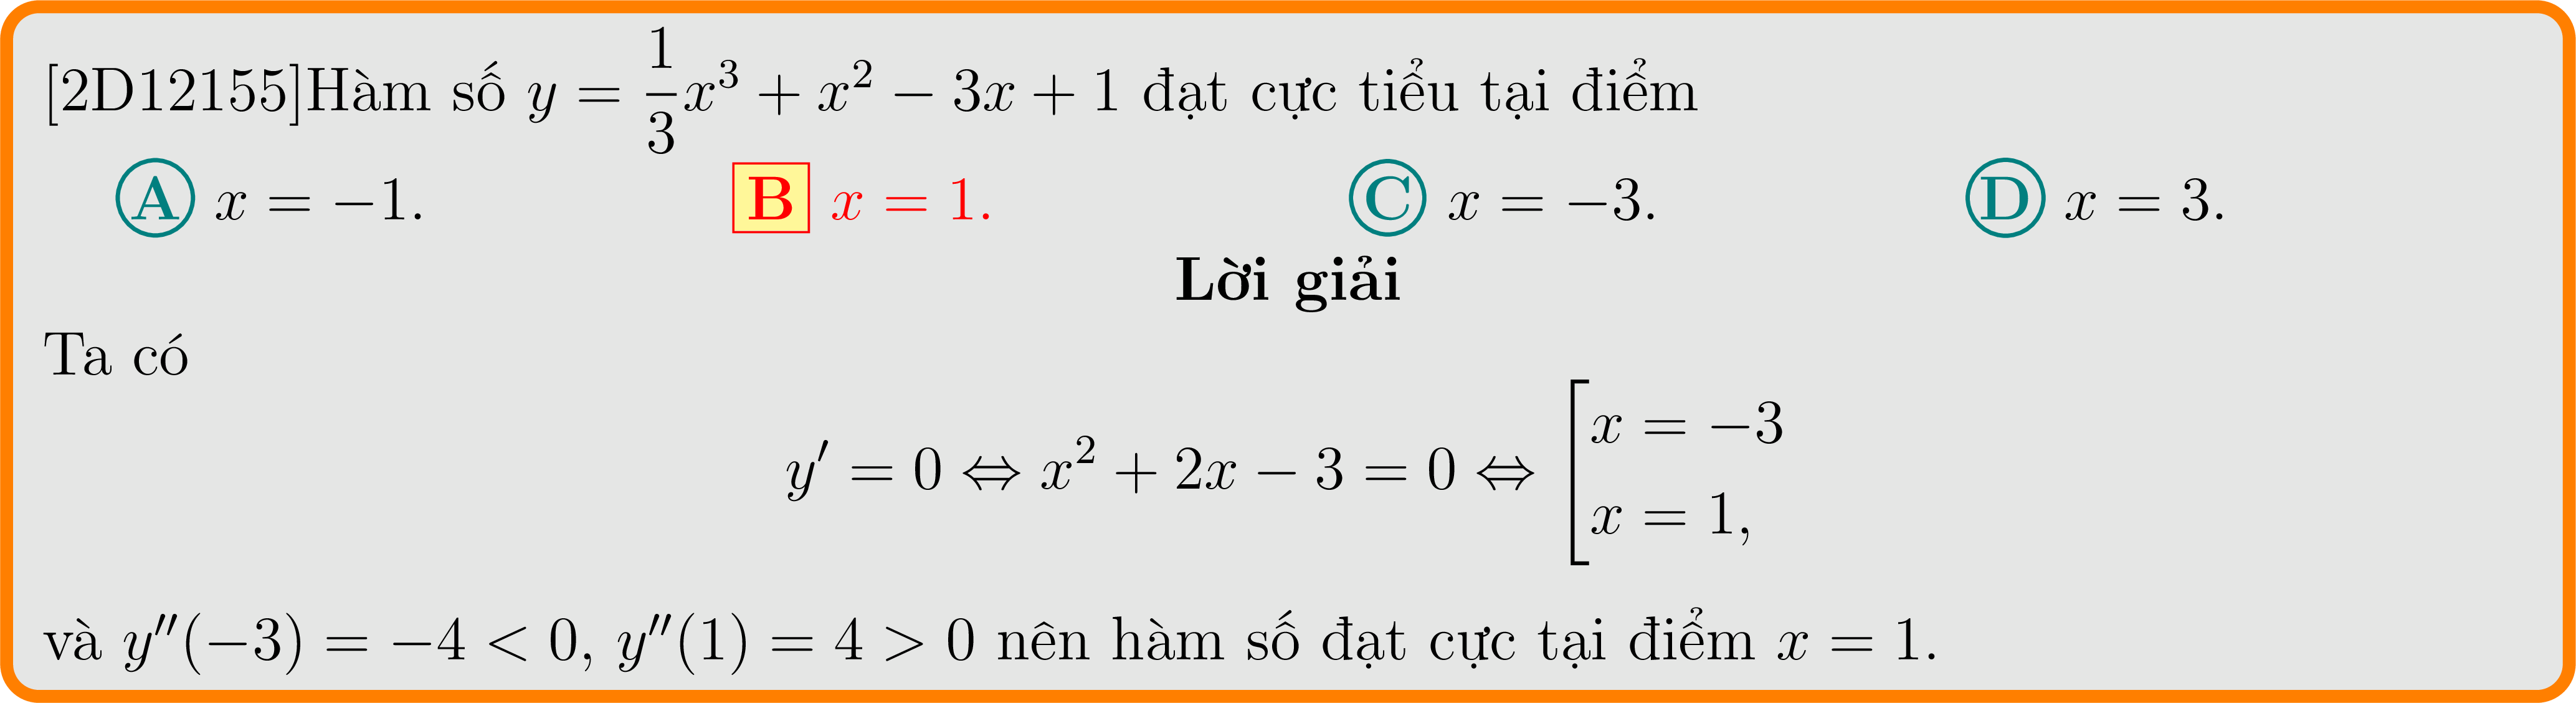 [2D12155]Hàm số $y = \dfrac{1}{3}x^3 + x^2 - 3x + 1$ đạt cực tiểu tại điểm
A $x = -1$. B $x = 1$. C $x = -3$. D $x = 3$.
Lời giải
Ta có
$y' = 0 \Leftrightarrow x^2 + 2x - 3 = 0 \Leftrightarrow \left[\begin{array}{l} x = -3 \\ x = 1, \end{array}\right.$
và $y''(-3) = -4 < 0$, $y''(1) = 4 > 0$ nên hàm số đạt cực tại điểm $x = 1$.